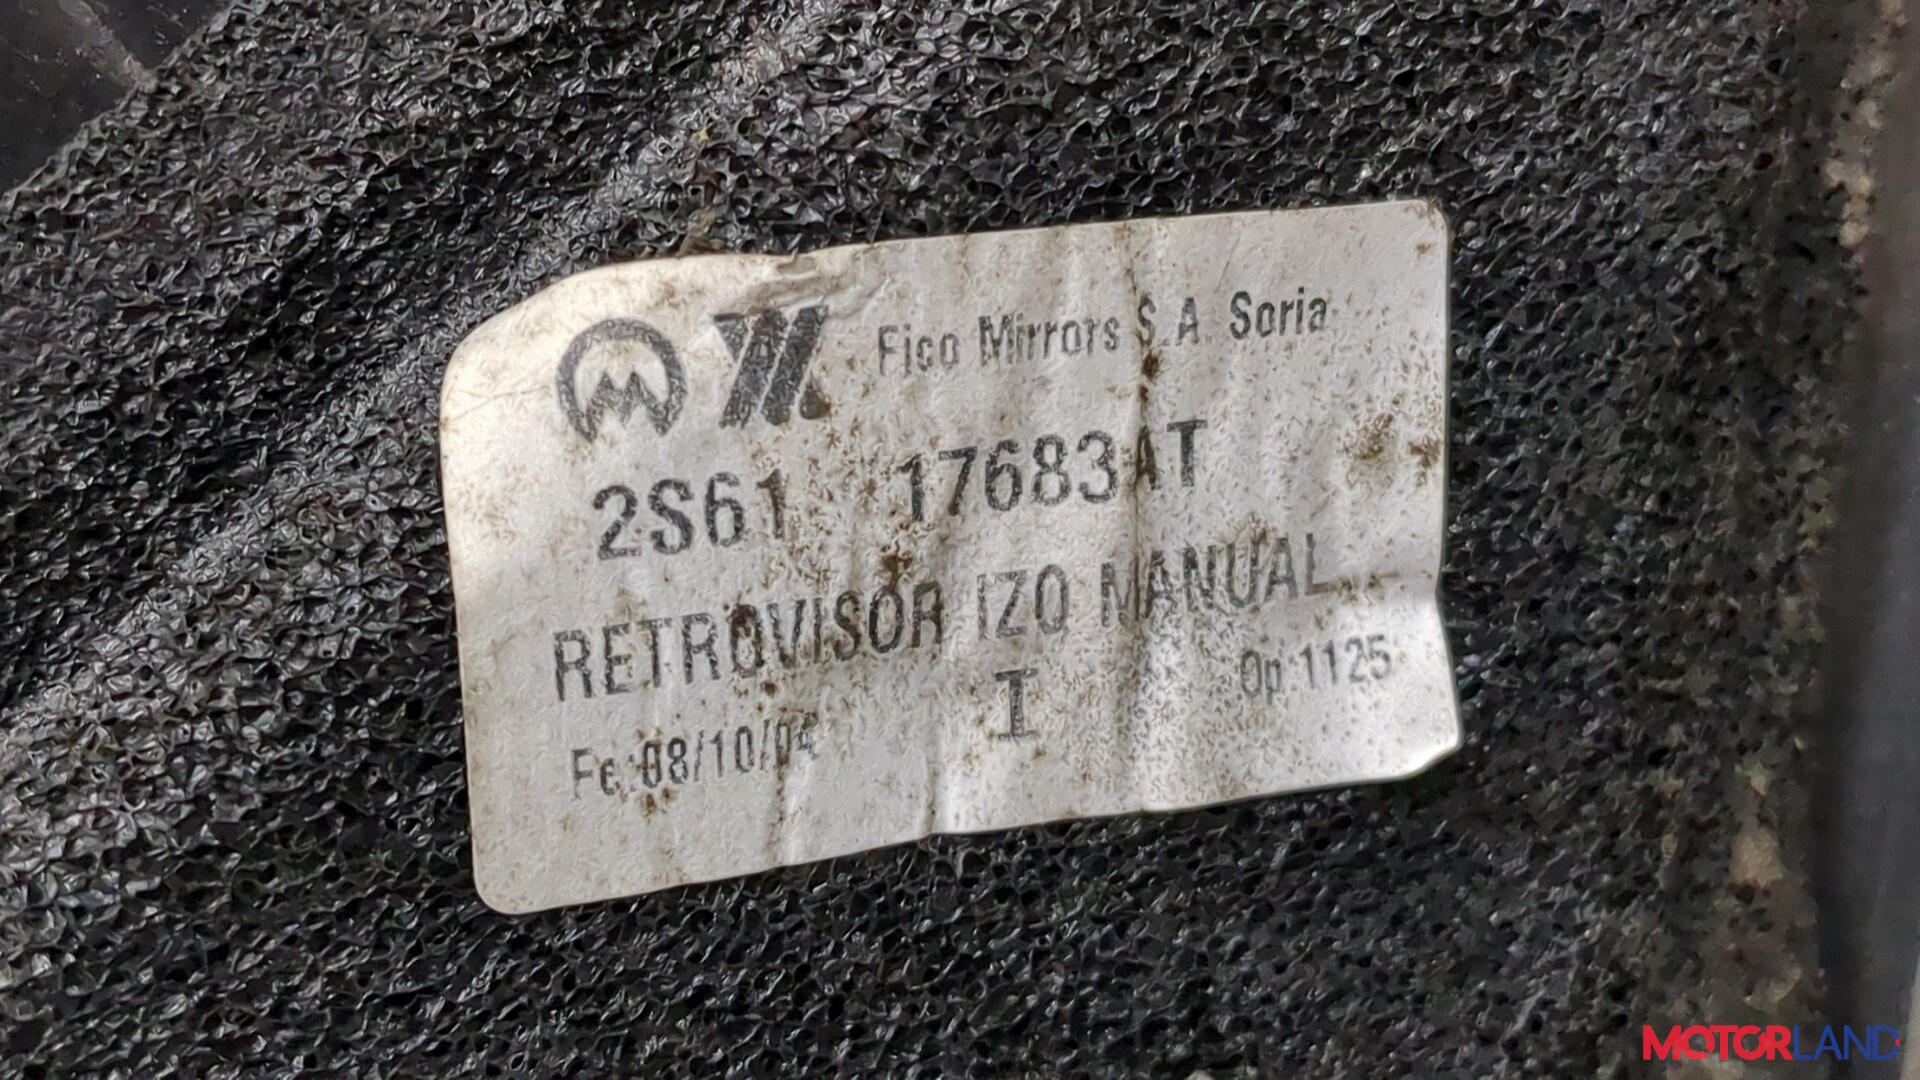 Fico Mirrors S.A. Soria
2S61 17683AT
RETROVISOR IZQ MANUAL
I
Op:1125
Fe:08/10/04
MOTORLAND